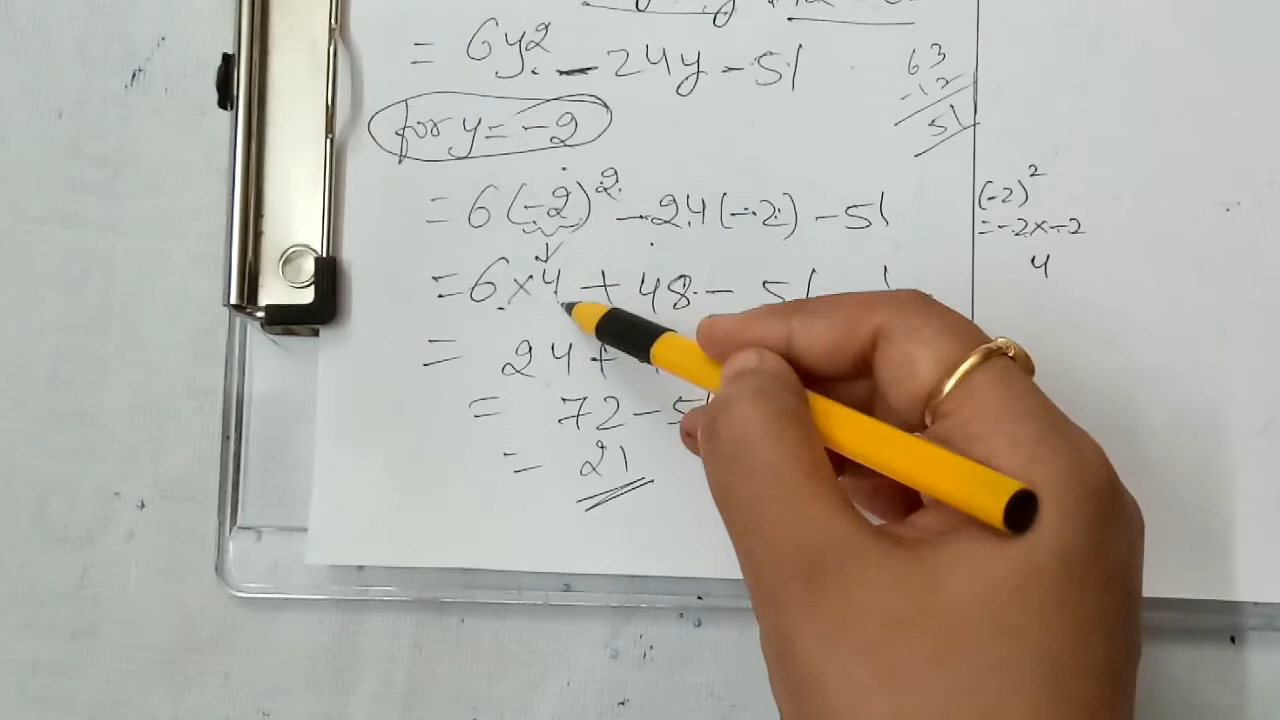 = 6y² - 24y - 51
for y = -2
= 6(-2)² - 24(-2) - 51
= 6 × 4 + 48 - 51
= 24 +
= 72 - 51
= 21
63
-12
51
(-2)²
= -2 × -2
4